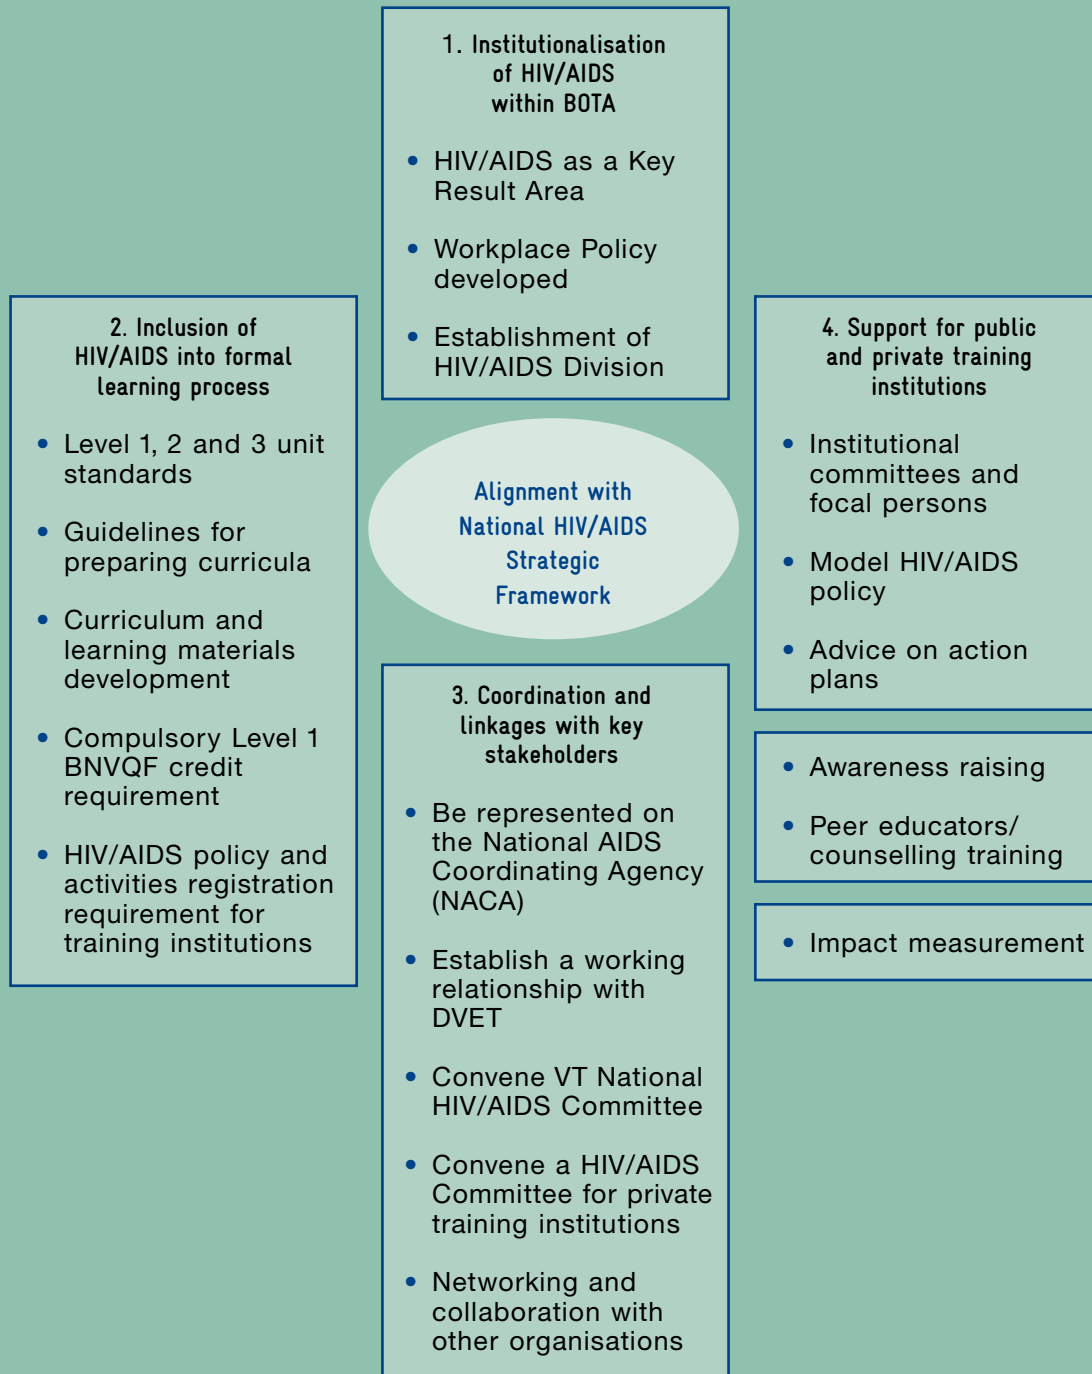 1. Institutionalisation
of HIV/AIDS
within BOTA
• HIV/AIDS as a Key
Result Area
• Workplace Policy
developed
• Establishment of
HIV/AIDS Division
2. Inclusion of
HIV/AIDS into formal
learning process
• Level 1, 2 and 3 unit
standards
• Guidelines for
preparing curricula
• Curriculum and
learning materials
development
• Compulsory Level 1
BNVQF credit
requirement
• HIV/AIDS policy and
activities registration
requirement for
training institutions
Alignment with
National HIV/AIDS
Strategic
Framework
3. Coordination and
linkages with key
stakeholders
• Be represented on
the National AIDS
Coordinating Agency
(NACA)
• Establish a working
relationship with
DVET
• Convene VT National
HIV/AIDS Committee
• Convene a HIV/AIDS
Committee for private
training institutions
• Networking and
collaboration with
other organisations
4. Support for public
and private training
institutions
• Institutional
committees and
focal persons
• Model HIV/AIDS
policy
• Advice on action
plans
• Awareness raising
• Peer educators/
counselling training
• Impact measurement